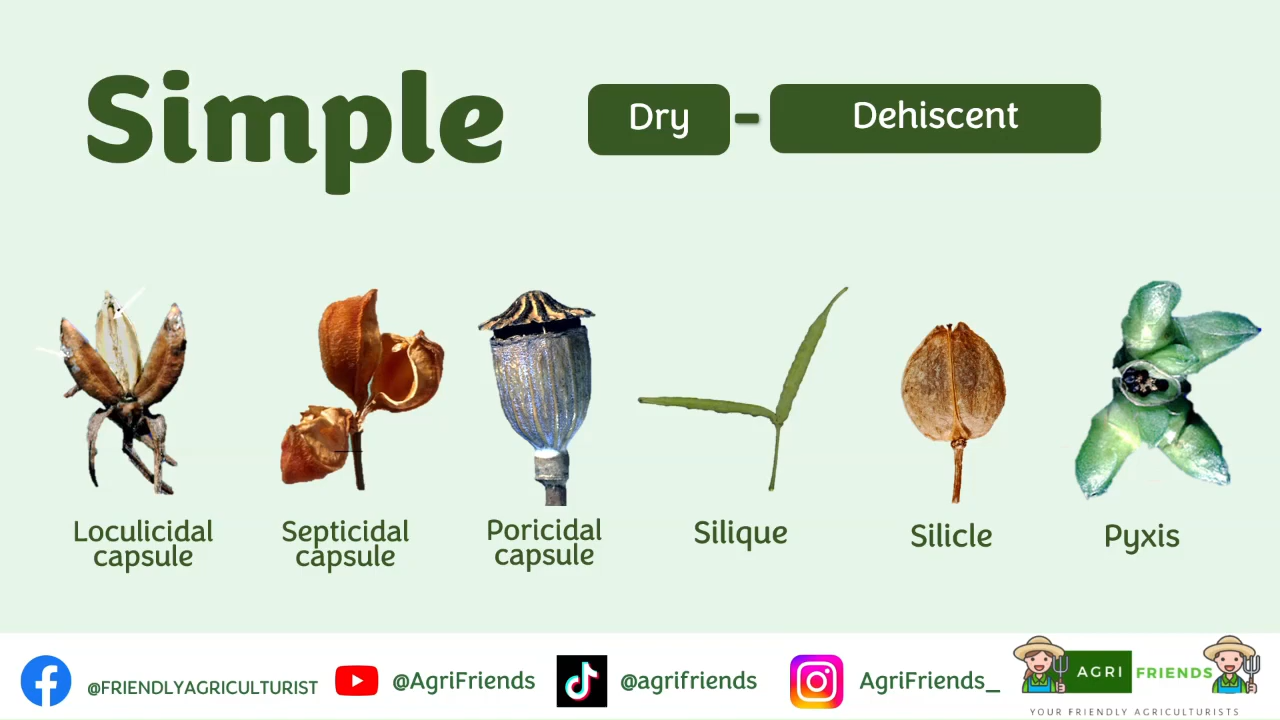 Simple
Dry - Dehiscent
Loculicidal
capsule
Septicidal
capsule
Poricidal
capsule
Silique
Silicle
Pyxis
@FRIENDLYAGRICULTURIST
@AgriFriends
@agrifriends
AgriFriends_
AGRI FRIENDS
YOUR FRIENDLY AGRICULTURISTS